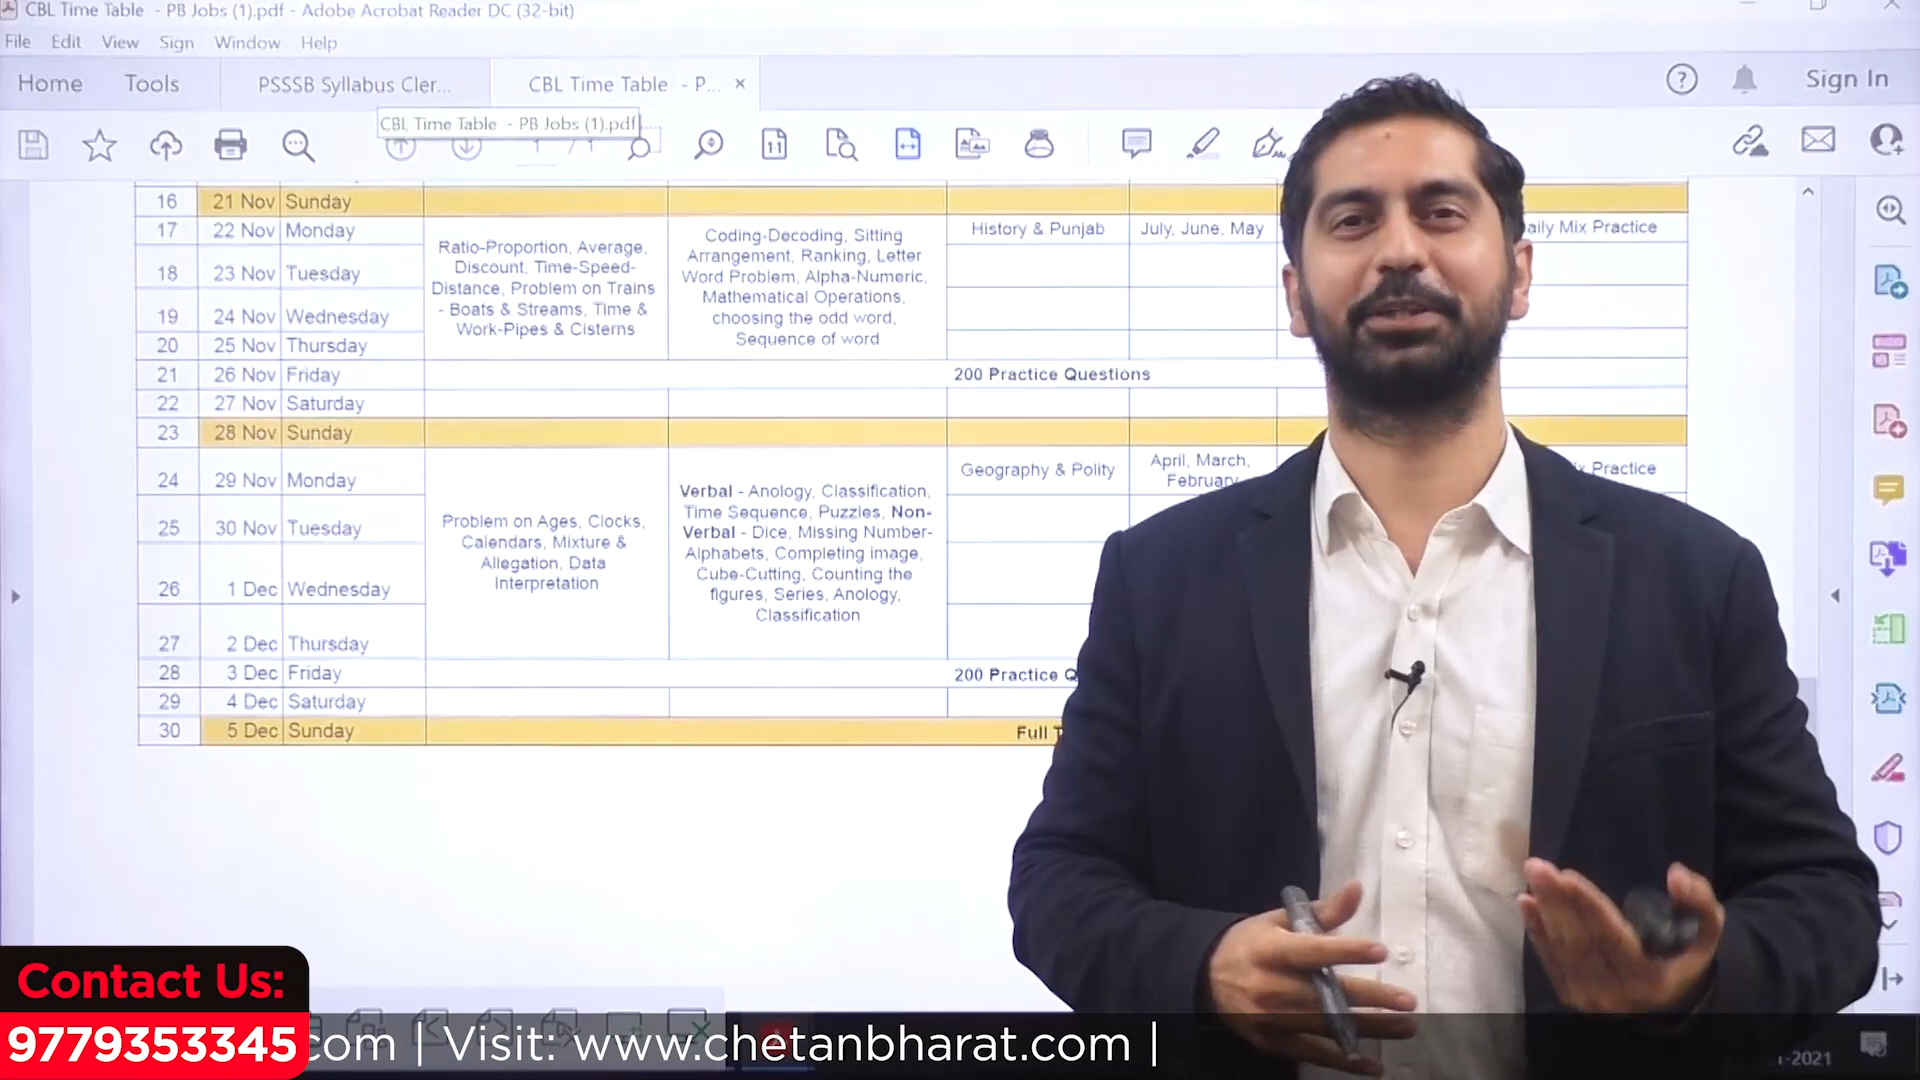 CBL Time Table - PB Jobs (1).pdf - Adobe Acrobat Reader DC (32-bit)
File Edit View Sign Window Help
Home Tools PSSSB Syllabus Cler... CBL Time Table - P... × Sign In
CBL Time Table - PB Jobs (1).pdf
1 / 1
16 21 Nov Sunday
17 22 Nov Monday
18 23 Nov Tuesday
19 24 Nov Wednesday
20 25 Nov Thursday
Ratio-Proportion, Average,
Discount, Time-Speed-
Distance, Problem on Trains
- Boats & Streams, Time &
Work-Pipes & Cisterns
Coding-Decoding, Sitting
Arrangement, Ranking, Letter
Word Problem, Alpha-Numeric,
Mathematical Operations,
choosing the odd word,
Sequence of word
History & Punjab
July, June, May
aily Mix Practice
21 26 Nov Friday 200 Practice Questions
22 27 Nov Saturday
23 28 Nov Sunday
24 29 Nov Monday
25 30 Nov Tuesday
26 1 Dec Wednesday
27 2 Dec Thursday
Problem on Ages, Clocks,
Calendars, Mixture &
Allegation, Data
Interpretation
Verbal - Anology, Classification,
Time Sequence, Puzzles, Non-
Verbal - Dice, Missing Number-
Alphabets, Completing image,
Cube-Cutting, Counting the
figures, Series, Anology,
Classification
Geography & Polity
April, March,
February
x Practice
28 3 Dec Friday 200 Practice Q
29 4 Dec Saturday
30 5 Dec Sunday Full T
Contact Us:
9779353345
com | Visit: www.chetanbharat.com |
-2021